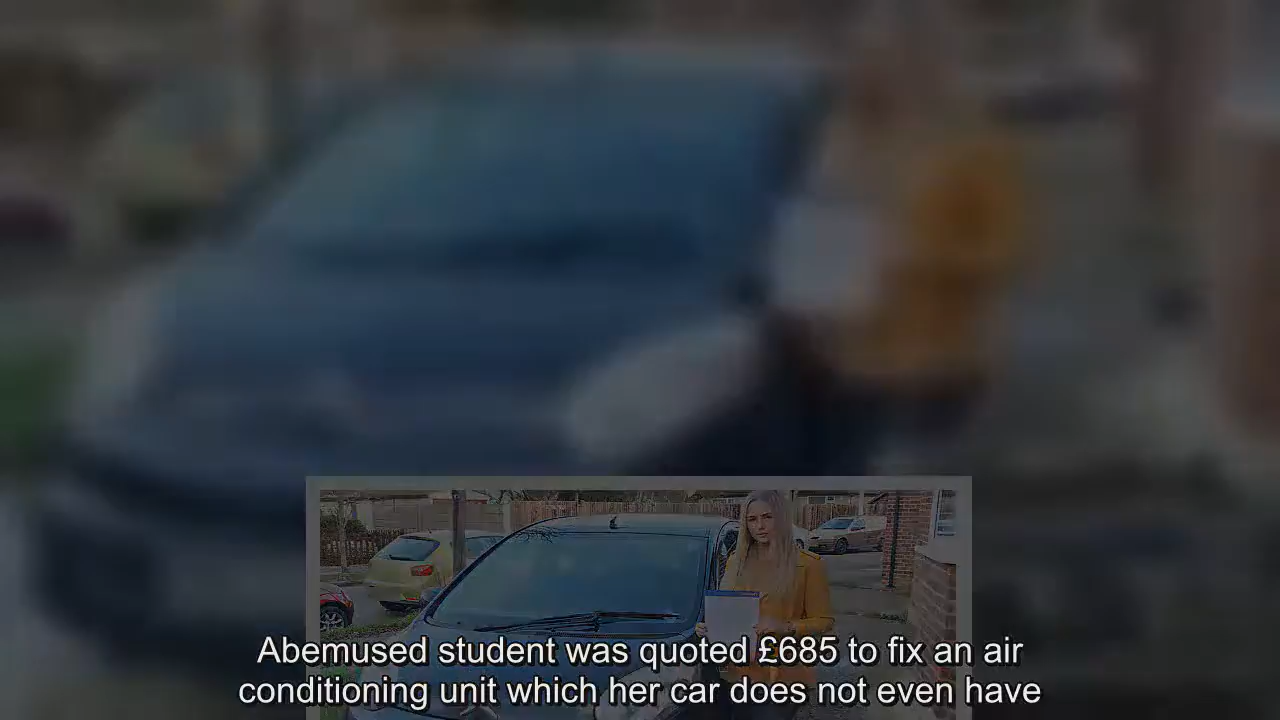 Abemused student was quoted £685 to fix an air
conditioning unit which her car does not even have